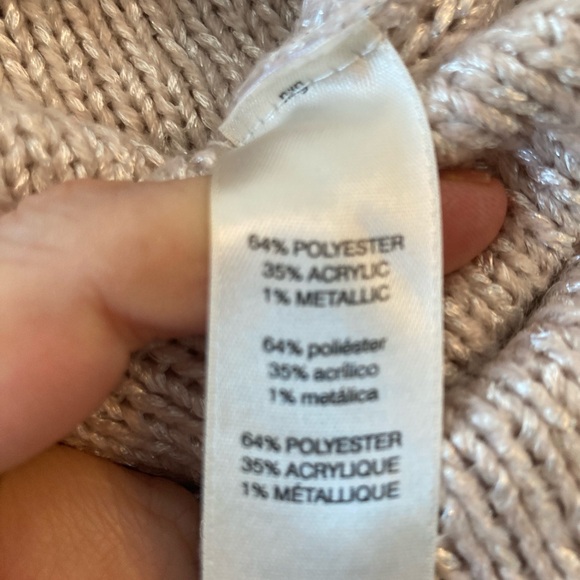 64% POLYESTER
35% ACRYLIC
1% METALLIC
64% poliéster
35% acrílico
1% metálica
64% POLYESTER
35% ACRYLIQUE
1% MÉTALLIQUE